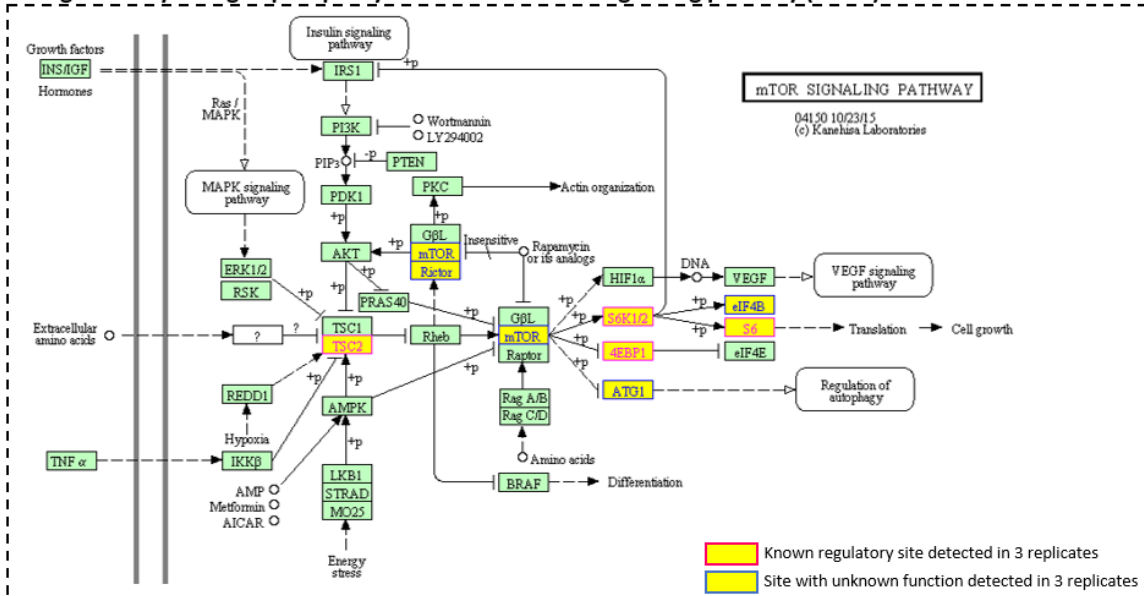 Insulin signaling
pathway
Growth factors
INS/IGF
Hormones
IRS1
+p
mTOR SIGNALING PATHWAY
04150 10/23/15
(c) Kanehisa Laboratories
Ras /
MAPK
PI3K
Wortmannin
LY294002
-p
PIP3
PTEN
MAPK signaling
pathway
PDK1
PKC
Actin organization
+p
+p
GβL
Insensitive
AKT
+p
mTOR
Rapamycin
or its analogs
Rictor
DNA
HIF1α
VEGF
VEGF signaling
pathway
ERK1/2
RSK
+p
+p
+p
PRAS40
+p
GβL
S6K1/2
+p
eIF4B
+p
S6
Translation
Cell growth
Extracellular
amino acids
?
?
TSC1
TSC2
Rheb
mTOR
Raptor
+p
4EBP1
eIF4E
+p
+p
+p
+p
ATG1
Regulation of
autophagy
REDD1
Rag A/B
Rag C/D
AMPK
Hypoxia
TNF α
IKKβ
+p
Amino acids
LKB1
STRAD
MO25
BRAF
Differentiation
AMP
Metformin
AICAR
Energy
stress
Known regulatory site detected in 3 replicates
Site with unknown function detected in 3 replicates